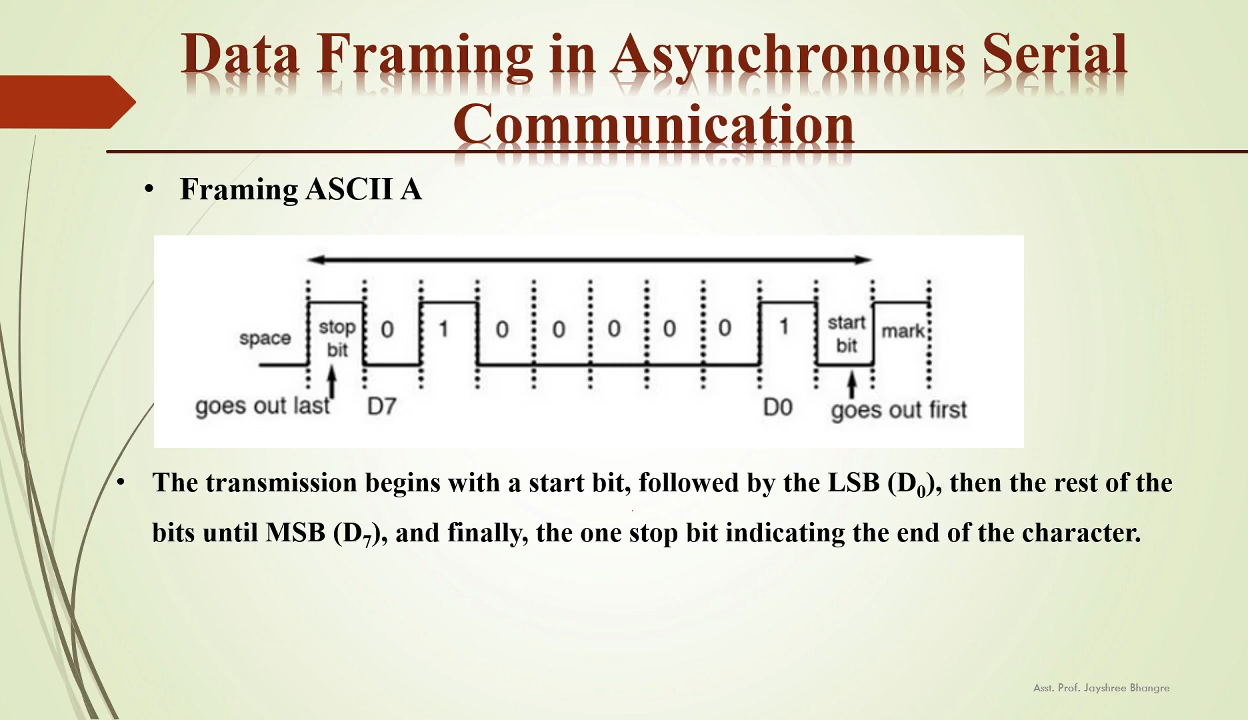 Data Framing in Asynchronous Serial
Communication
• Framing ASCII A
space stop bit 0 1 0 0 0 0 0 1 start bit mark
goes out last D7 D0 goes out first
• The transmission begins with a start bit, followed by the LSB (D0), then the rest of the
bits until MSB (D7), and finally, the one stop bit indicating the end of the character.
Asst. Prof. Jayshree Bhangre